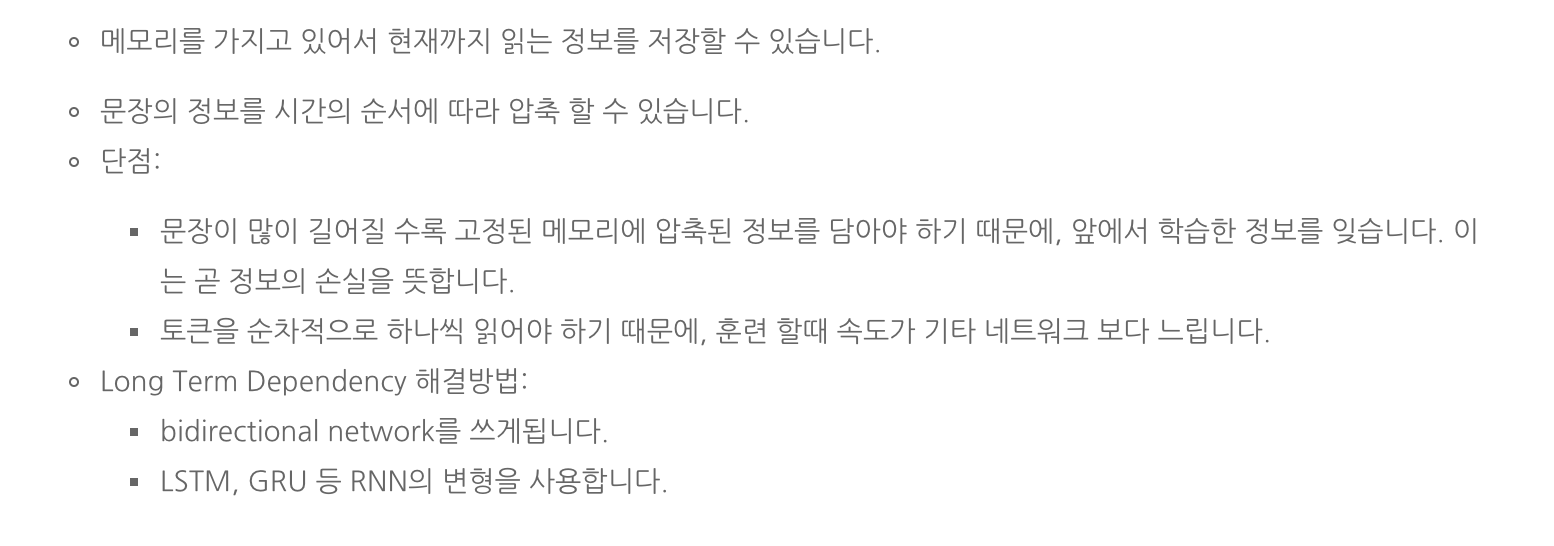 메모리를 가지고 있어서 현재까지 읽는 정보를 저장할 수 있습니다.
문장의 정보를 시간의 순서에 따라 압축 할 수 있습니다.
단점:
문장이 많이 길어질 수록 고정된 메모리에 압축된 정보를 담아야 하기 때문에, 앞에서 학습한 정보를 잊습니다. 이
는 곧 정보의 손실을 뜻합니다.
토큰을 순차적으로 하나씩 읽어야 하기 때문에, 훈련 할때 속도가 기타 네트워크 보다 느립니다.
Long Term Dependency 해결방법:
bidirectional network를 쓰게됩니다.
LSTM, GRU 등 RNN의 변형을 사용합니다.